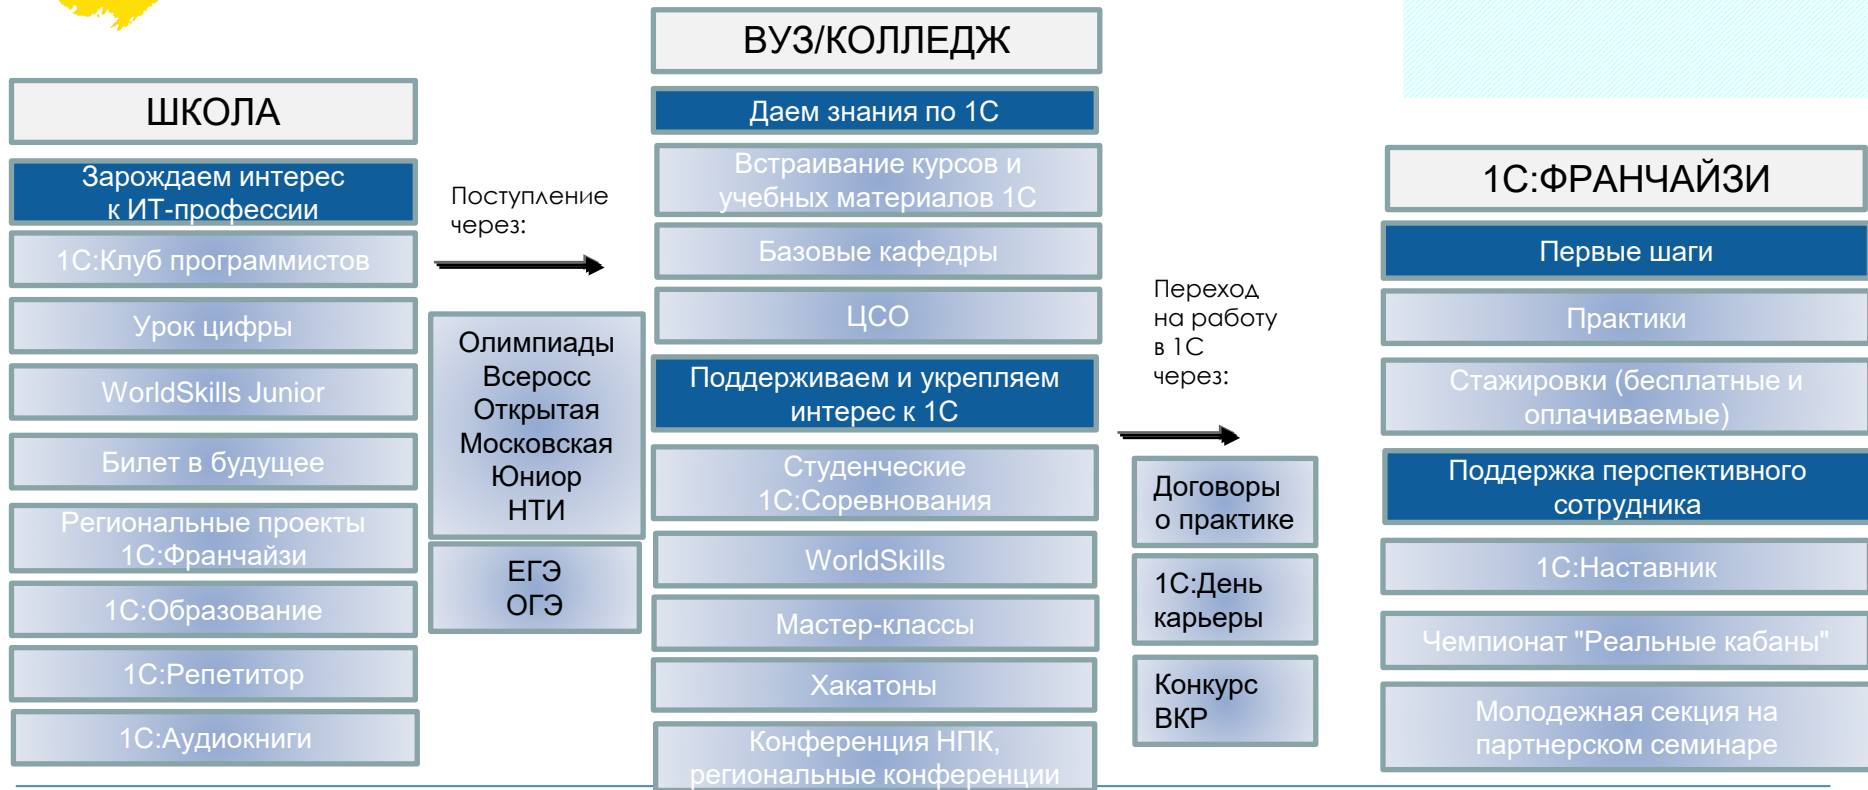 ШКОЛА
Зарождаем интерес
к ИТ-профессии
1С:Клуб программистов
Урок цифры
WorldSkills Junior
Билет в будущее
Региональные проекты
1С:Франчайзи
1С:Образование
1С:Репетитор
1С:Аудиокниги
Поступление
через:
Олимпиады
Всеросс
Открытая
Московская
Юниор
НТИ
ЕГЭ
ОГЭ
ВУЗ/КОЛЛЕДЖ
Даем знания по 1С
Встраивание курсов и
учебных материалов 1С
Базовые кафедры
ЦСО
Поддерживаем и укрепляем
интерес к 1С
Студенческие
1С:Соревнования
WorldSkills
Мастер-классы
Хакатоны
Конференция НПК,
региональные конференции
Переход
на работу
в 1С
через:
Договоры
о практике
1С:День
карьеры
Конкурс
ВКР
1С:ФРАНЧАЙЗИ
Первые шаги
Практики
Стажировки (бесплатные и
оплачиваемые)
Поддержка перспективного
сотрудника
1С:Наставник
Чемпионат "Реальные кабаны"
Молодежная секция на
партнерском семинаре